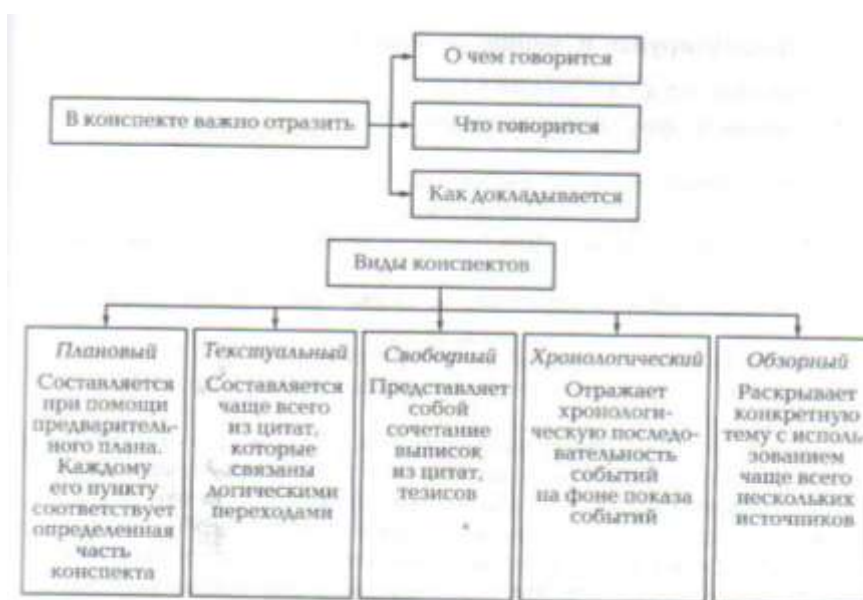 О чем говорится
В конспекте важно отразить
Что говорится
Как докладывается
Виды конспектов
Плановый
Составляется
при помощи
предваритель-
ного плана.
Каждому
его пункту
соответствует
определенная
часть
конспекта
Текстуальный
Составляется
чаще всего
из цитат,
которые
связаны
логическими
переходами
Свободный
Представляет
собой
сочетание
выписок
из цитат,
тезисов
Хронологический
Отражает
хронологи-
ческую последо-
вательность
событий
на фоне показа
событий
Обзорный
Раскрывает
конкретную
тему с исполь-
зованием
чаще всего
нескольких
источников